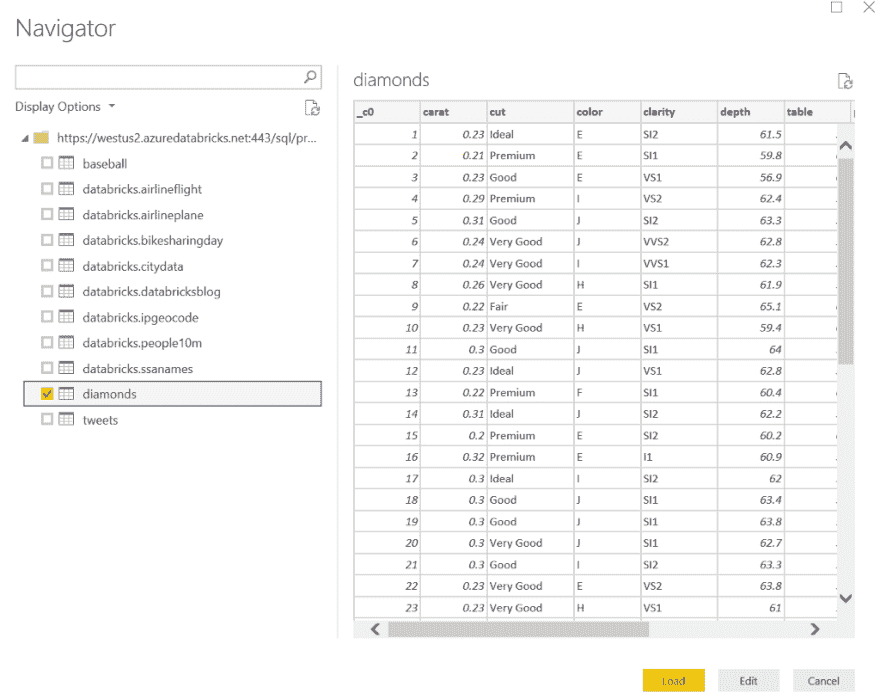 Navigator
Display Options
https://westus2.azuredatabricks.net:443/sql/pr...
baseball
databricks.airlineflight
databricks.airlineplane
databricks.bikesharingday
databricks.citydata
databricks.databricksblog
databricks.ipgeocode
databricks.people10m
databricks.ssanames
diamonds
tweets
diamonds
_c0 carat cut color clarity depth table
1 0.23 Ideal E SI2 61.5
2 0.21 Premium E SI1 59.8
3 0.23 Good E VS1 56.9
4 0.29 Premium I VS2 62.4
5 0.31 Good J SI2 63.3
6 0.24 Very Good J VVS2 62.8
7 0.24 Very Good I VVS1 62.3
8 0.26 Very Good H SI1 61.9
9 0.22 Fair E VS2 65.1
10 0.23 Very Good H VS1 59.4
11 0.3 Good J SI1 64
12 0.23 Ideal J VS1 62.8
13 0.22 Premium F SI1 60.4
14 0.31 Ideal J SI2 62.2
15 0.2 Premium E SI2 60.2
16 0.32 Premium E I1 60.9
17 0.3 Ideal I SI2 62
18 0.3 Good J SI1 63.4
19 0.3 Good J SI1 63.8
20 0.3 Very Good J SI1 62.7
21 0.3 Good I SI2 63.3
22 0.23 Very Good E VS2 63.8
23 0.23 Very Good H VS1 61
Load Edit Cancel